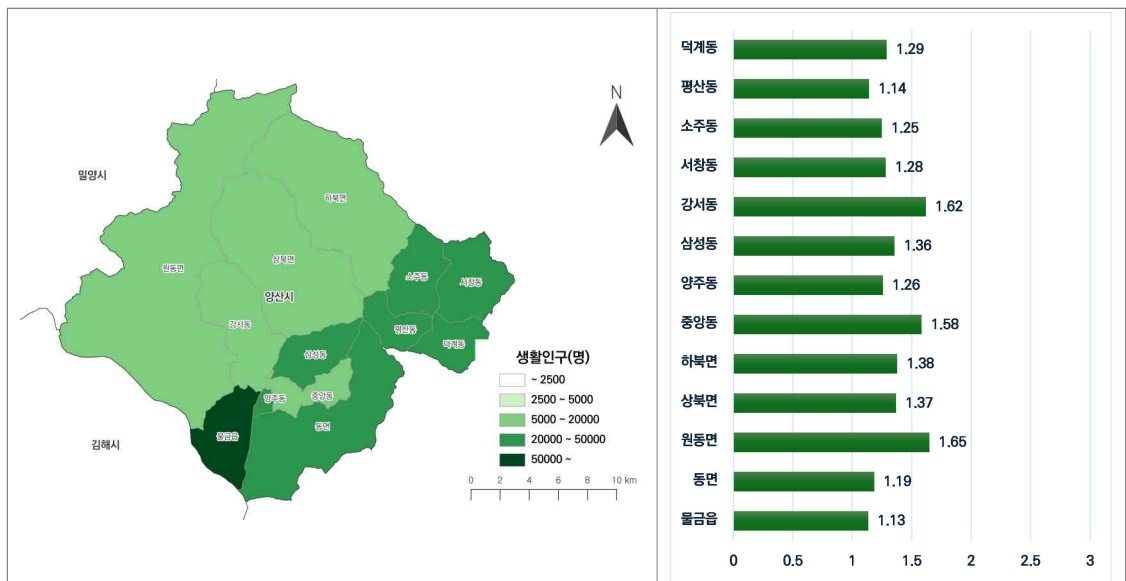 N
밀양시
하북면
원동면
상북면
소주동
서창동
양산시
강서동
평산동
덕계동
삼성동
양주동
중앙동
동면
물금읍
김해시
생활인구(명)
~ 2500
2500 ~ 5000
5000 ~ 20000
20000 ~ 50000
50000 ~
0 2 4 6 8 10 km
덕계동 1.29
평산동 1.14
소주동 1.25
서창동 1.28
강서동 1.62
삼성동 1.36
양주동 1.26
중앙동 1.58
하북면 1.38
상북면 1.37
원동면 1.65
동면 1.19
물금읍 1.13
0 0.5 1 1.5 2 2.5 3